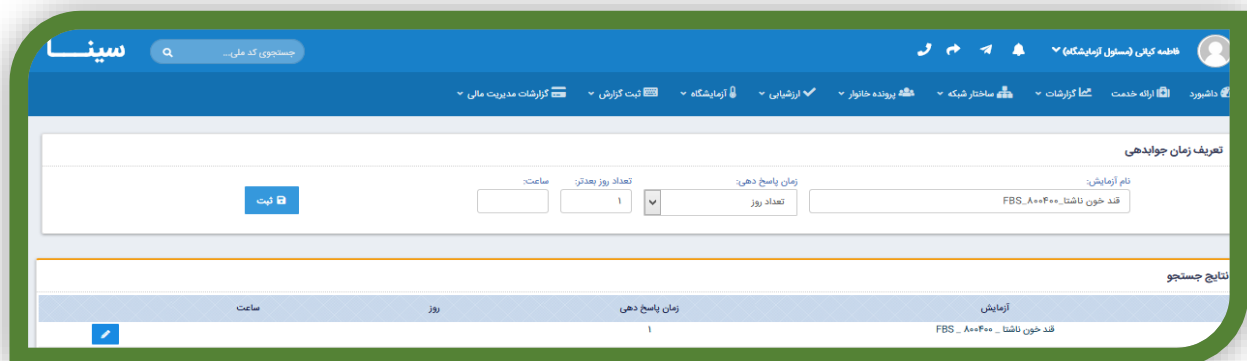 فاطمه کیانی (مسئول آزمایشگاه)
جستجوی کد ملی...
سینا
داشبورد ارائه خدمت گزارشات ساختار شبکه پرونده خانوار ارزشیابی آزمایشگاه ثبت گزارش گزارشات مدیریت مالی
تعریف زمان جوابدهی
نام آزمایش: زمان پاسخ دهی: تعداد روز بعدتر: ساعت:
قند خون ناشتا_FBS_۸۰۰۴۰۰ تعداد روز ۱ ثبت
نتایج جستجو
آزمایش زمان پاسخ دهی روز ساعت
قند خون ناشتا _ ۸۰۰۴۰۰ _ FBS ۱